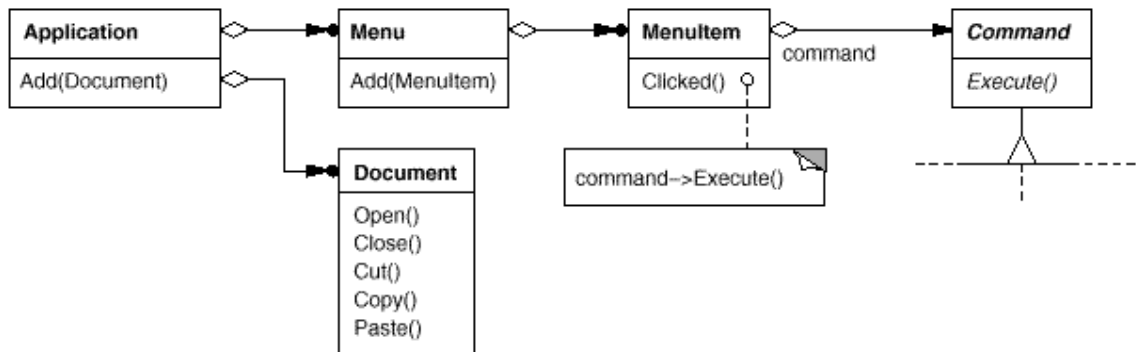 Application
Add(Document)
Menu
Add(MenuItem)
MenuItem
Clicked()
command
Command
Execute()
command->Execute()
Document
Open()
Close()
Cut()
Copy()
Paste()